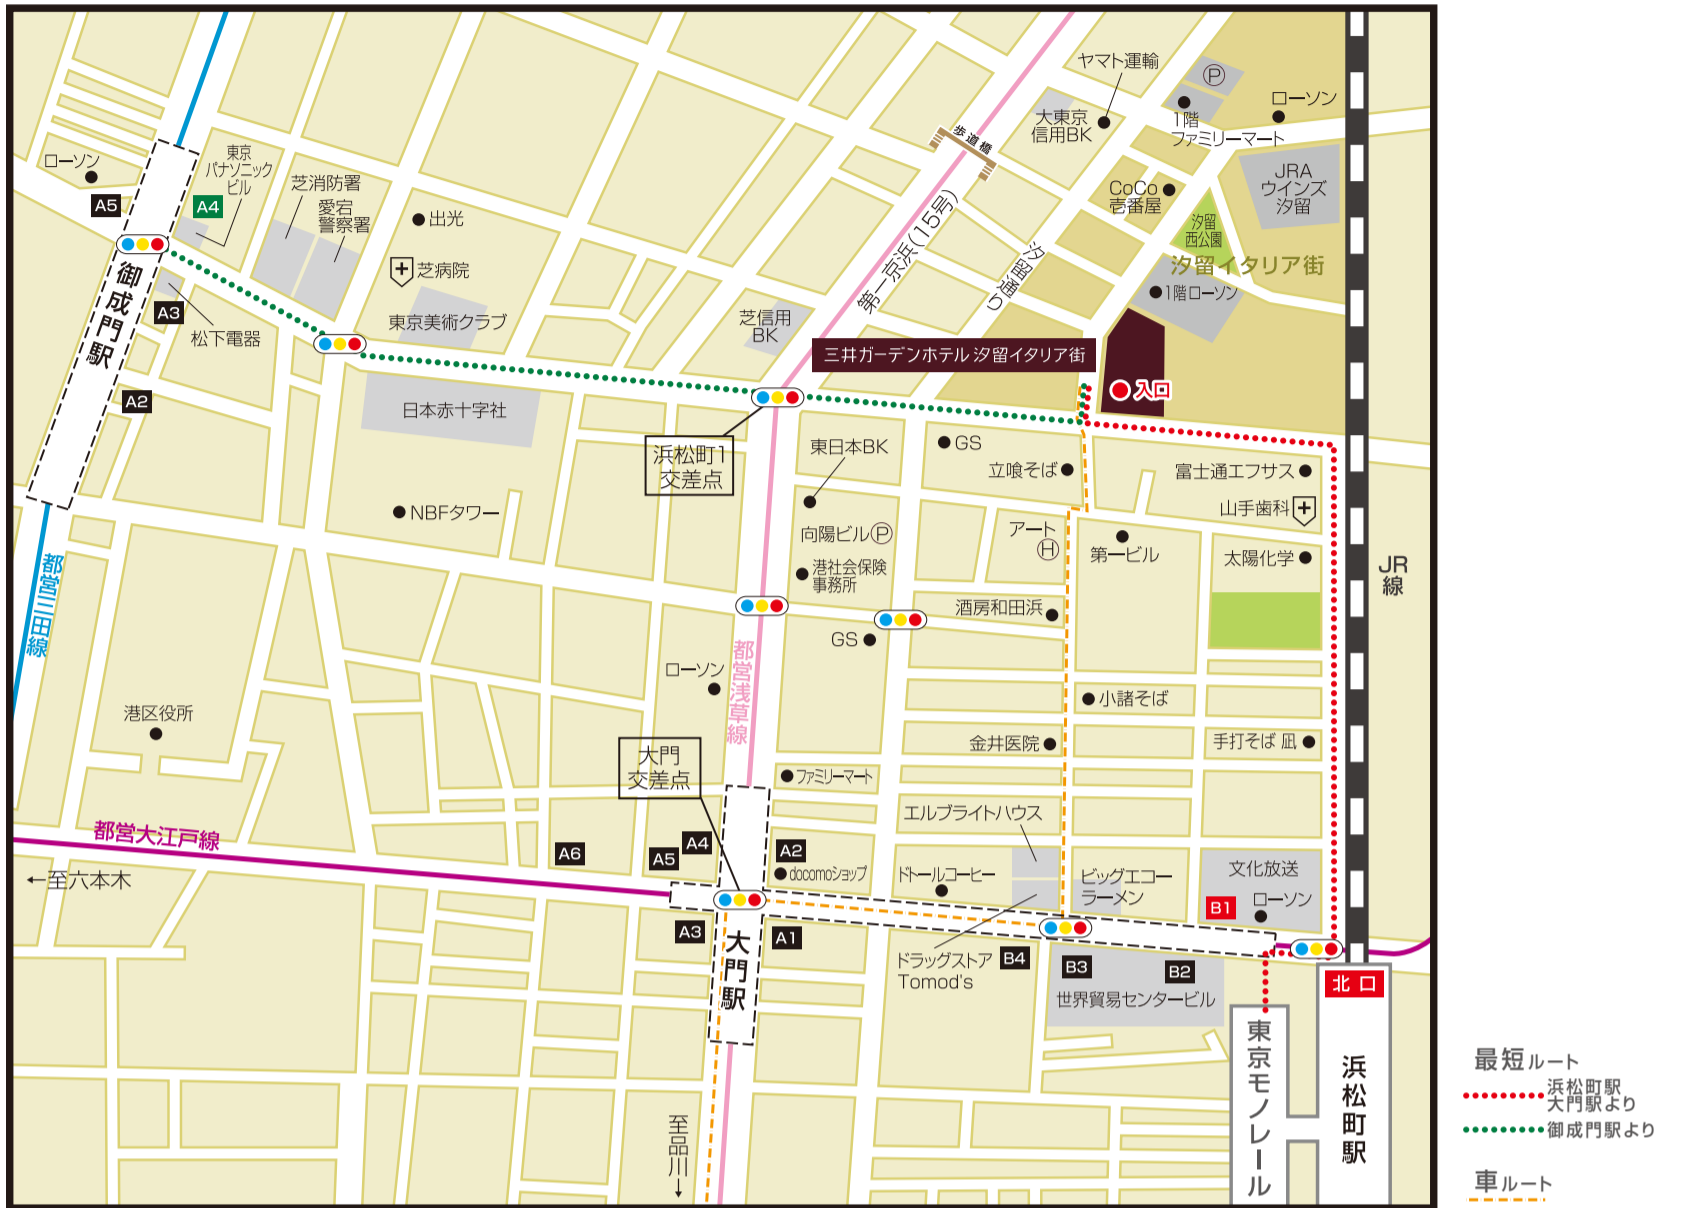 ヤマト運輸
Ⓟ
ローソン
大東京
信用BK
1階
ファミリーマート
歩道橋
ローソン
東京
パナソニック
ビル
芝消防署
愛宕
警察署
A5
A4
出光
JRA
ウインズ
汐留
CoCo
壱番屋
汐留
西公園
第一京浜(15号)
汐留通り
汐留イタリア街
1階ローソン
御成門駅
芝病院
A3
松下電器
東京美術クラブ
芝信用
BK
三井ガーデンホテル 汐留イタリア街
入口
A2
日本赤十字社
浜松町1
交差点
東日本BK
GS
立喰そば
富士通エフサス
山手歯科
NBFタワー
向陽ビルⓅ
アート
Ⓗ
第一ビル
太陽化学
JR
線
港社会保険
事務所
都営三田線
酒房和田浜
GS
都営浅草線
ローソン
小諸そば
港区役所
金井医院
手打そば 凪
大門
交差点
ファミリーマート
エルブライトハウス
都営大江戸線
A6
A5
A4
A2
docomoショップ
ドトールコーヒー
ビッグエコー
ラーメン
文化放送
ローソン
B1
←至六本木
A3
A1
大門駅
ドラッグストア
Tomod's
B4
B3
B2
世界貿易センタービル
北口
東京モノレール
浜松町駅
至品川→
最短ルート
浜松町駅
大門駅より
御成門駅より
車ルート